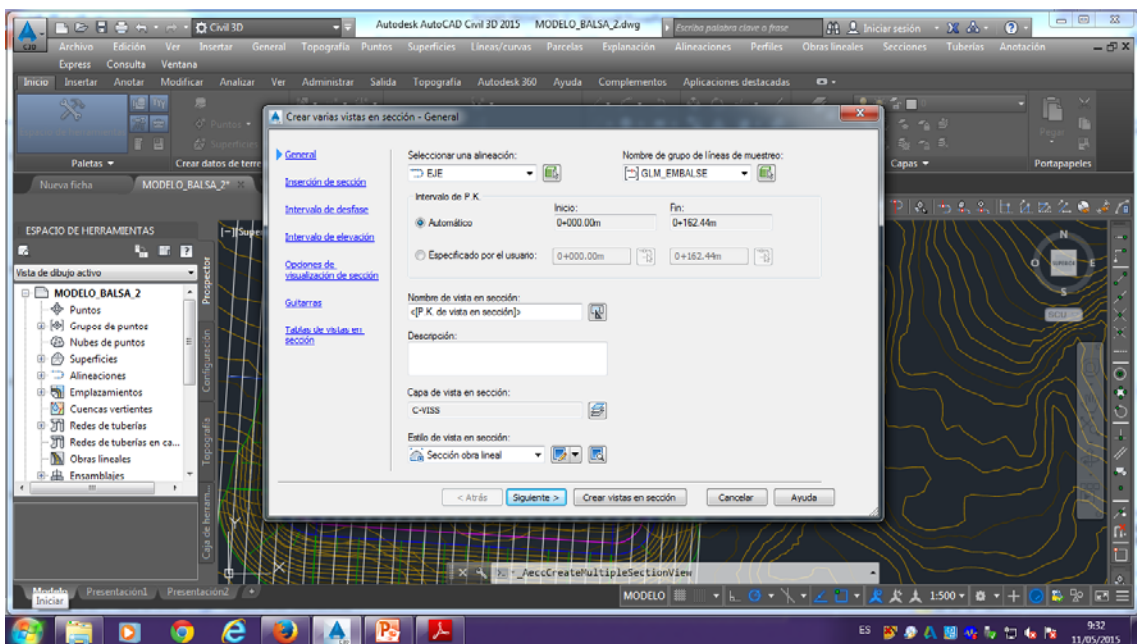 Civil 3D
Autodesk AutoCAD Civil 3D 2015 MODELO_BALSA_2.dwg
Escriba palabra clave o frase
Iniciar sesión
C3D
Archivo Edición Ver Insertar General Topografía Puntos Superficies Líneas/curvas Parcelas Explanación Alineaciones Perfiles Obras lineales Secciones Tuberías Anotación
Express Consulta Ventana
Inicio Insertar Anotar Modificar Analizar Ver Administrar Salida Topografía Autodesk 360 Ayuda Complementos Aplicaciones destacadas
Puntos
Superficies
Pegar
Paletas
Crear datos de terre
Capas
Portapapeles
Nueva ficha
MODELO_BALSA_2*
ESPACIO DE HERRAMIENTAS
[-][Supe
Vista de dibujo activo
MODELO_BALSA_2
Puntos
Grupos de puntos
Nubes de puntos
Superficies
Alineaciones
Emplazamientos
Cuencas vertientes
Redes de tuberías
Redes de tuberías en ca...
Obras lineales
Ensamblajes
Prospector
Configuración
Topografía
Caja de herram...
Crear varias vistas en sección - General
General
Inserción de sección
Intervalo de desfase
Intervalo de elevación
Opciones de
visualización de sección
Guitarras
Tablas de vistas en
sección
Seleccionar una alineación:
Nombre de grupo de líneas de muestreo:
EJE
GLM_EMBALSE
Intervalo de P.K.
Inicio:
Fin:
Automático
0+000.00m
0+162.44m
Especificado por el usuario:
0+000.00m
0+162.44m
Nombre de vista en sección:
<[P.K. de vista en sección]>
Descripción:
Capa de vista en sección:
C-VISS
Estilo de vista en sección:
Sección obra lineal
< Atrás
Siguiente >
Crear vistas en sección
Cancelar
Ayuda
N
E
S
O
SCU
Y
_AeccCreateMultipleSectionView
Modelo
Presentación1
Presentación2
Iniciar
MODELO
1:500
ES
9:32
11/05/2015